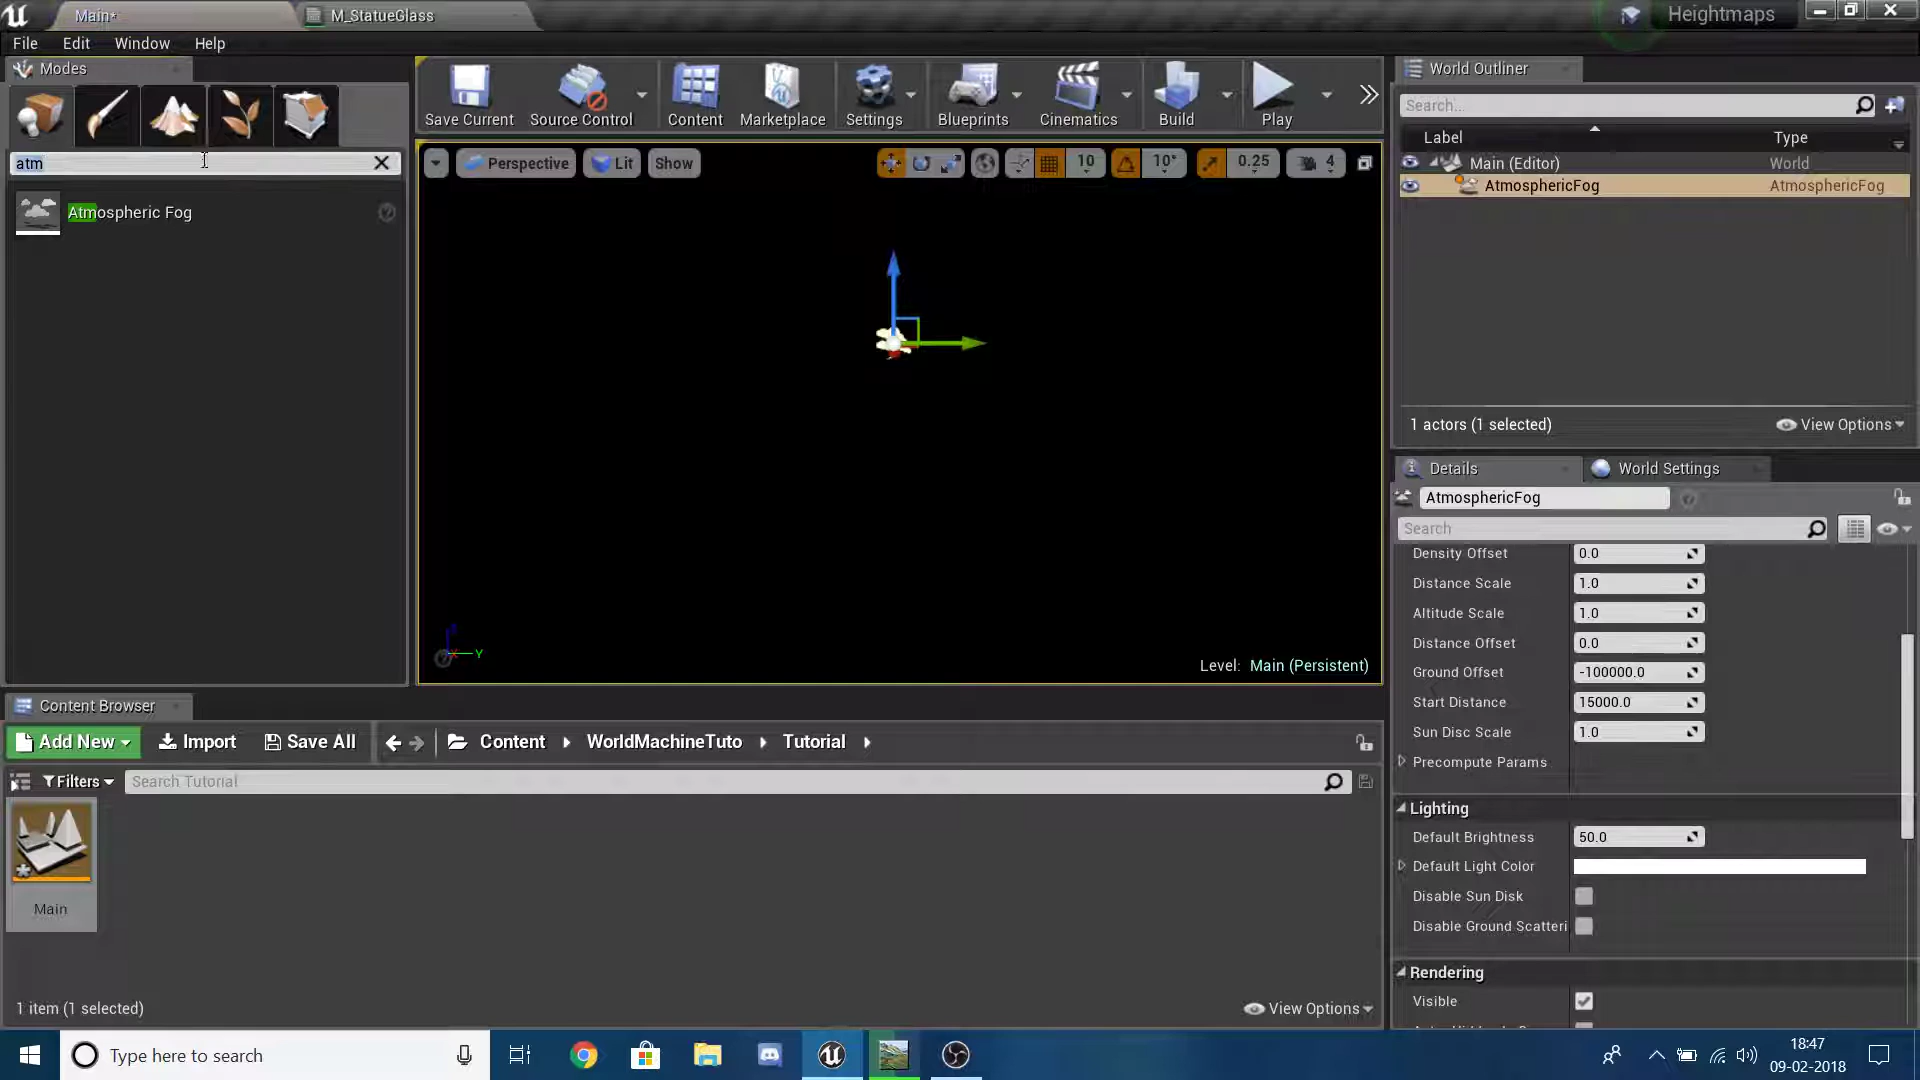 Main*
M_StatueGlass
Heightmaps
File Edit Window Help
Modes
atm
Atmospheric Fog
Save Current
Source Control
Content
Marketplace
Settings
Blueprints
Cinematics
Build
Play
Perspective
Lit
Show
10
10°
0.25
4
Level: Main (Persistent)
X
Y
World Outliner
Search...
Label Type
Main (Editor) World
AtmosphericFog AtmosphericFog
1 actors (1 selected)
View Options
Details
World Settings
AtmosphericFog
Search
Density Offset 0.0
Distance Scale 1.0
Altitude Scale 1.0
Distance Offset 0.0
Ground Offset -100000.0
Start Distance 15000.0
Sun Disc Scale 1.0
Precompute Params
Lighting
Default Brightness 50.0
Default Light Color
Disable Sun Disk
Disable Ground Scatteri
Rendering
Visible
Content Browser
Add New
Import
Save All
Content
WorldMachineTuto
Tutorial
Filters
Search Tutorial
Main
1 item (1 selected)
View Options
Type here to search
18:47
09-02-2018